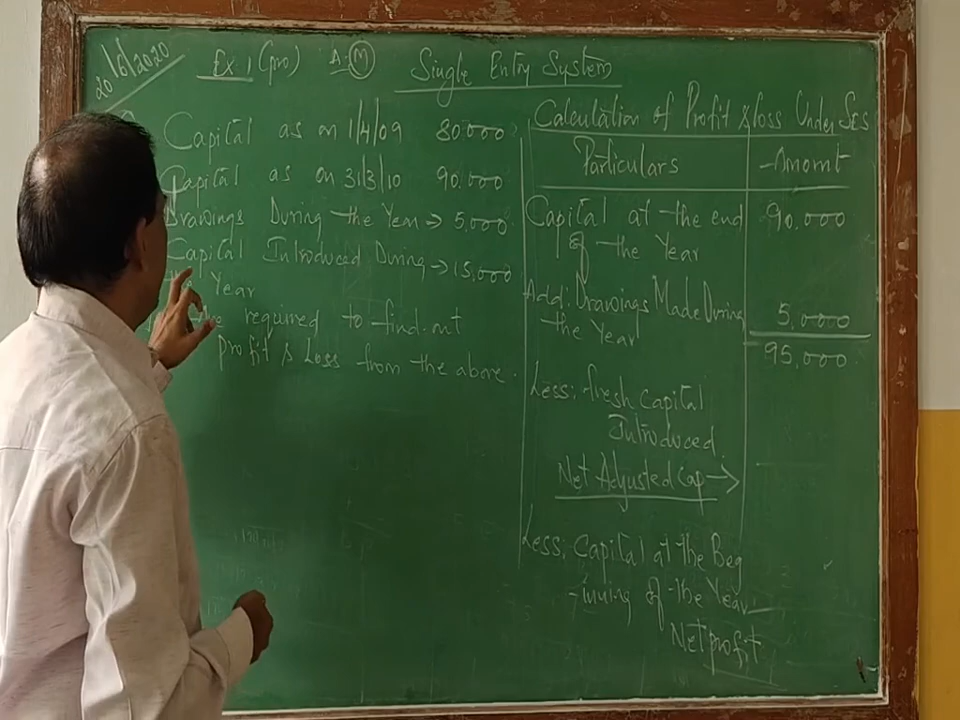 20/6/2020
Ex 1 (pro) A-M Single Entry System
Capital as on 1/4/09 80.000
Capital as on 31/3/10 90.000
Drawings During the Year → 5,000
Capital Introduced During → 15,000
the Year
required to find out
profit & Loss from the above.
Calculation of Profit & loss Under SES
Particulars Amount
Capital at the end 90.000
of the Year
Add: Drawings Made During 5,000
the Year
95,000
Less: fresh capital
Introduced
Net Adjusted Cap →
Less: Capital at the Beg
-inning of the Year
Net profit